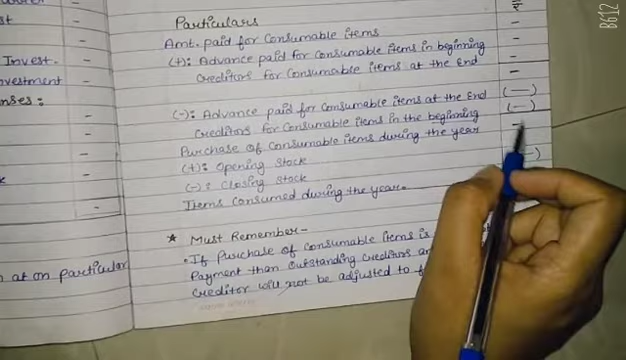 Invest.
nses:
at on particular
Particulars
₹
Amt. paid for Consumable items
(+): Advance paid for Consumable items in beginning
Creditors for Consumable items at the End
(-): Advance paid for Consumable items at the End
Creditors for Consumable items in the beginning
Purchase of Consumable items during the year
(+): Opening Stock
(-): Closing Stock
Items Consumed during the year.
★ Must Remember-
• If Purchase of Consumable items is
Payment than Outstanding Creditors an
Creditor will not be adjusted to
B612